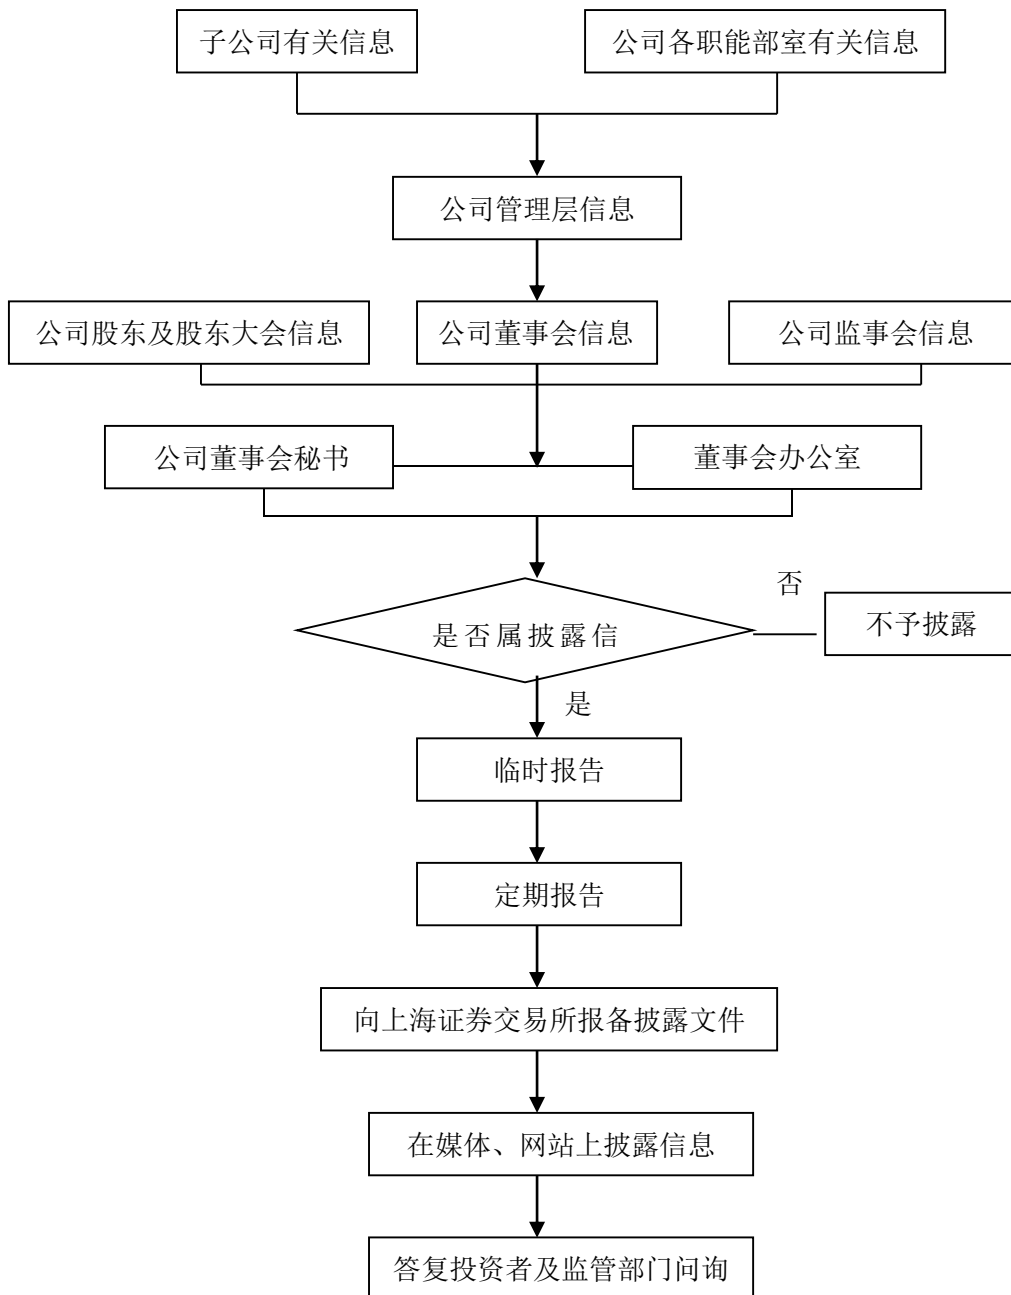 子公司有关信息
公司各职能部室有关信息
公司管理层信息
公司股东及股东大会信息
公司董事会信息
公司监事会信息
公司董事会秘书
董事会办公室
否
不予披露
是否属披露信
是
临时报告
定期报告
向上海证券交易所报备披露文件
在媒体、网站上披露信息
答复投资者及监管部门问询